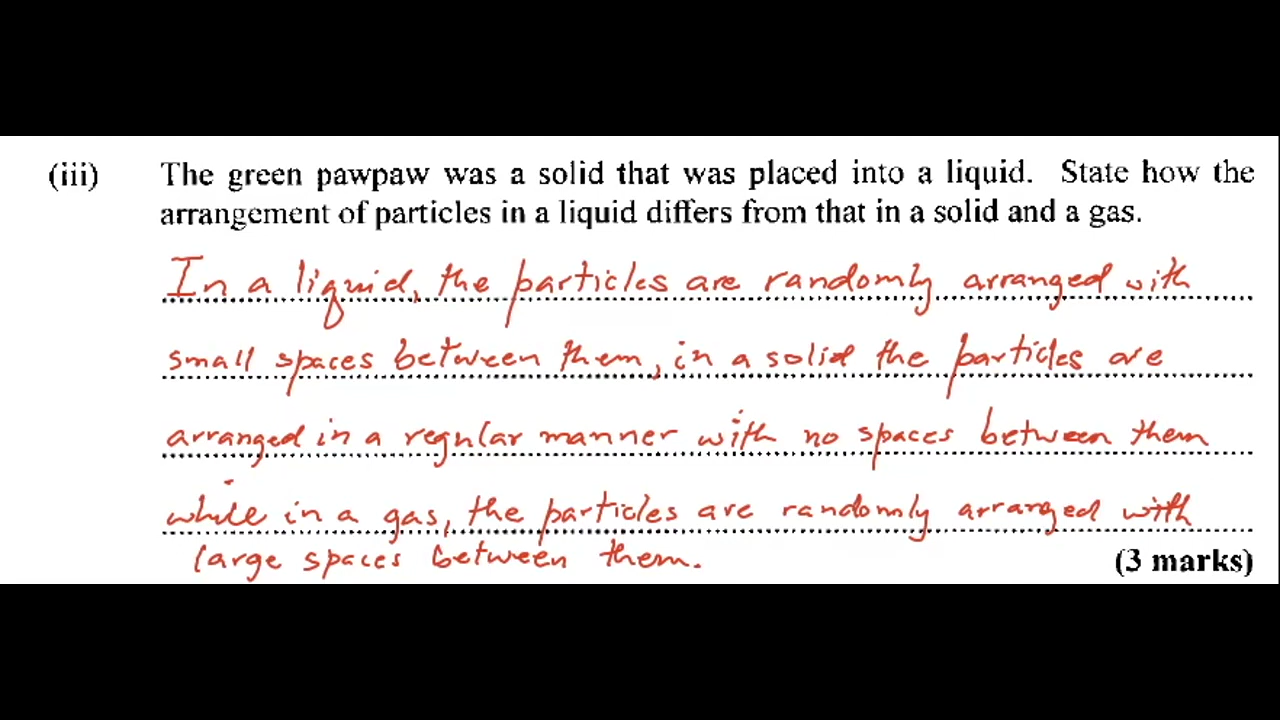 (iii) The green pawpaw was a solid that was placed into a liquid. State how the
arrangement of particles in a liquid differs from that in a solid and a gas.
In a liquid, the particles are randomly arranged with
small spaces between them, in a solid the particles are
arranged in a regular manner with no spaces between them
while in a gas, the particles are randomly arranged with
large spaces between them.
(3 marks)